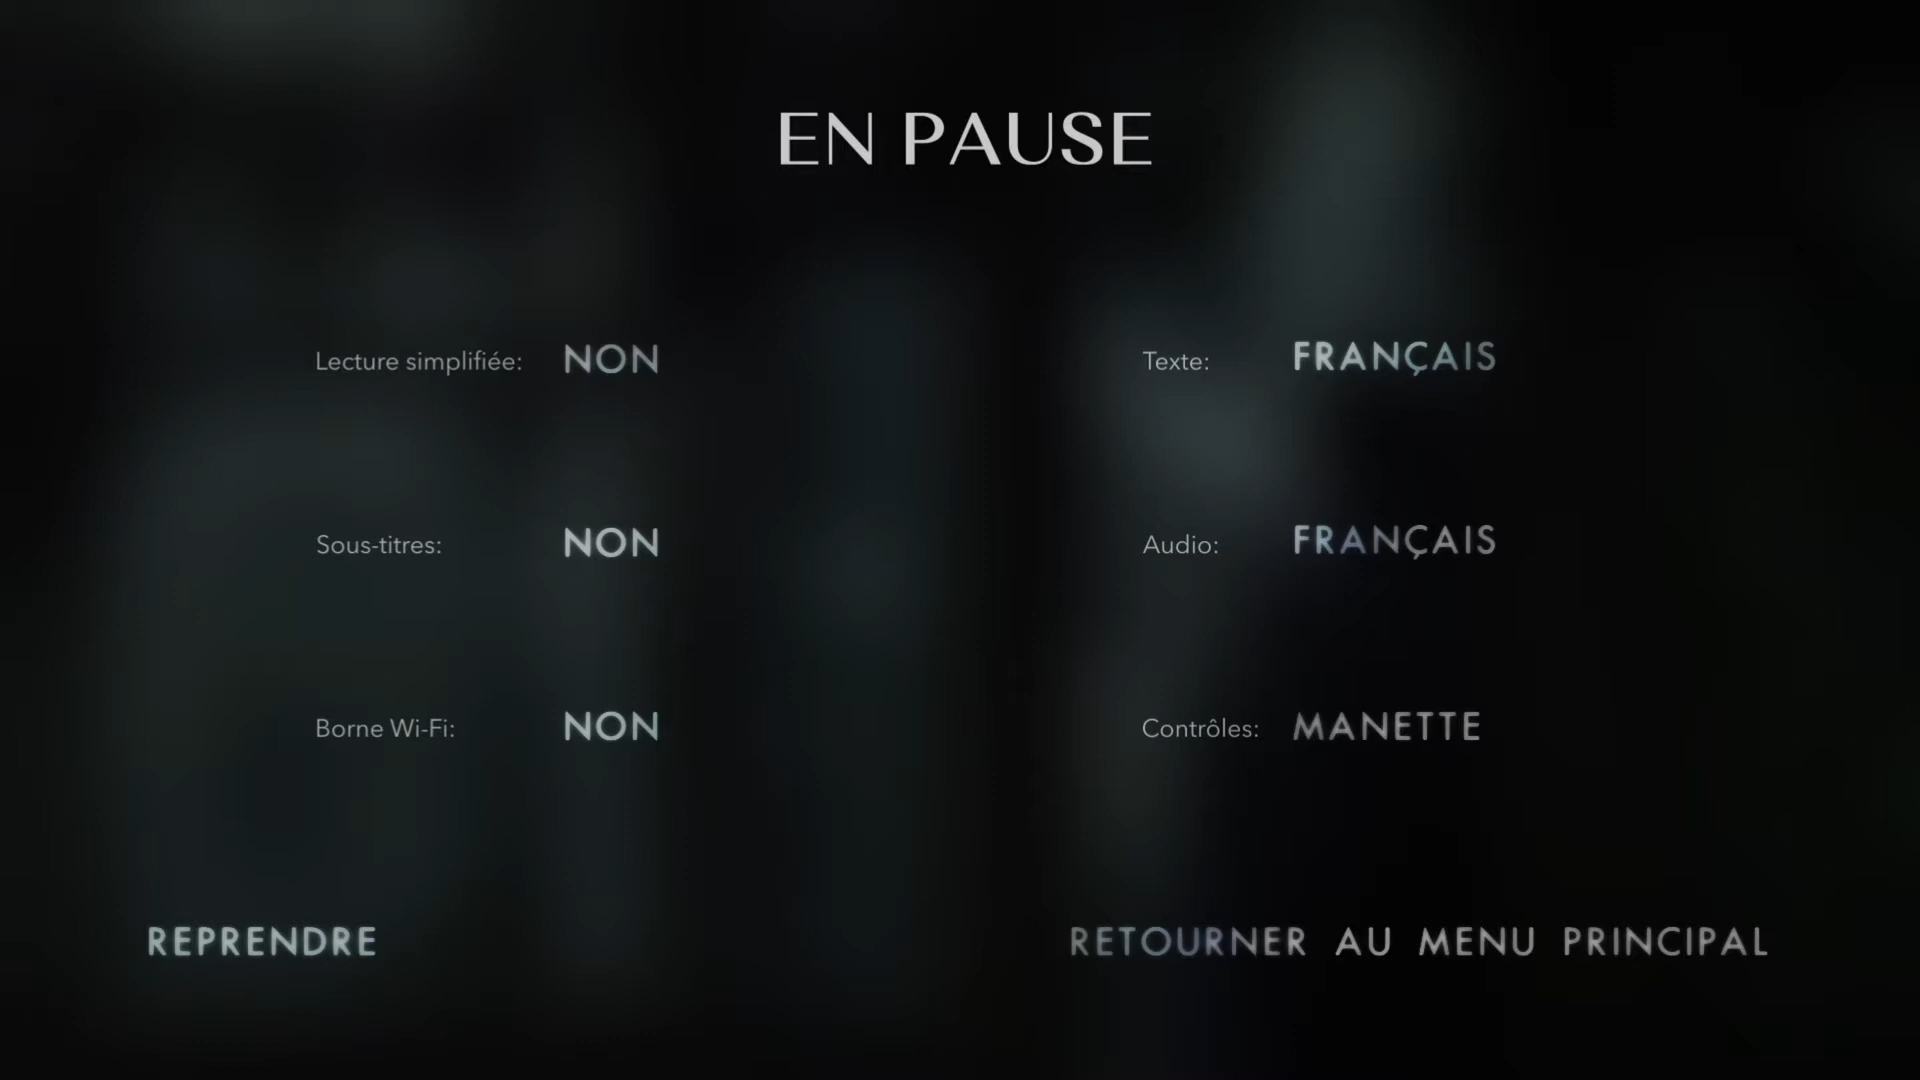 EN PAUSE
Lecture simplifiée: NON
Texte: FRANÇAIS
Sous-titres: NON
Audio: FRANÇAIS
Borne Wi-Fi: NON
Contrôles: MANETTE
REPRENDRE
RETOURNER AU MENU PRINCIPAL